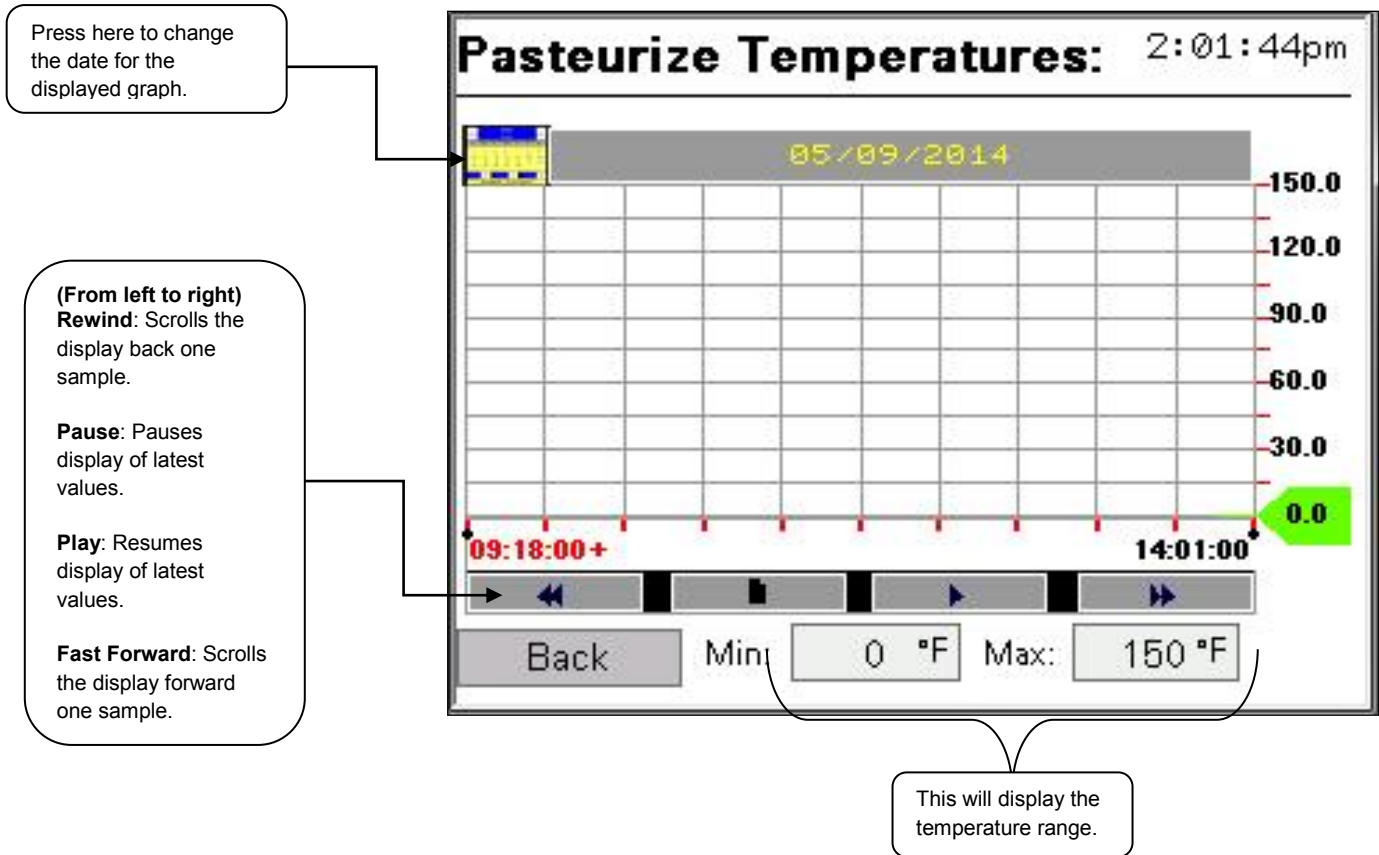 Press here to change
the date for the
displayed graph.
Pasteurize Temperatures:
2:01:44pm
05/09/2014
150.0
120.0
90.0
60.0
30.0
0.0
09:18:00+
14:01:00
(From left to right)
Rewind: Scrolls the
display back one
sample.
Pause: Pauses
display of latest
values.
Play: Resumes
display of latest
values.
Fast Forward: Scrolls
the display forward
one sample.
Back
Min:
0 °F
Max:
150 °F
This will display the
temperature range.